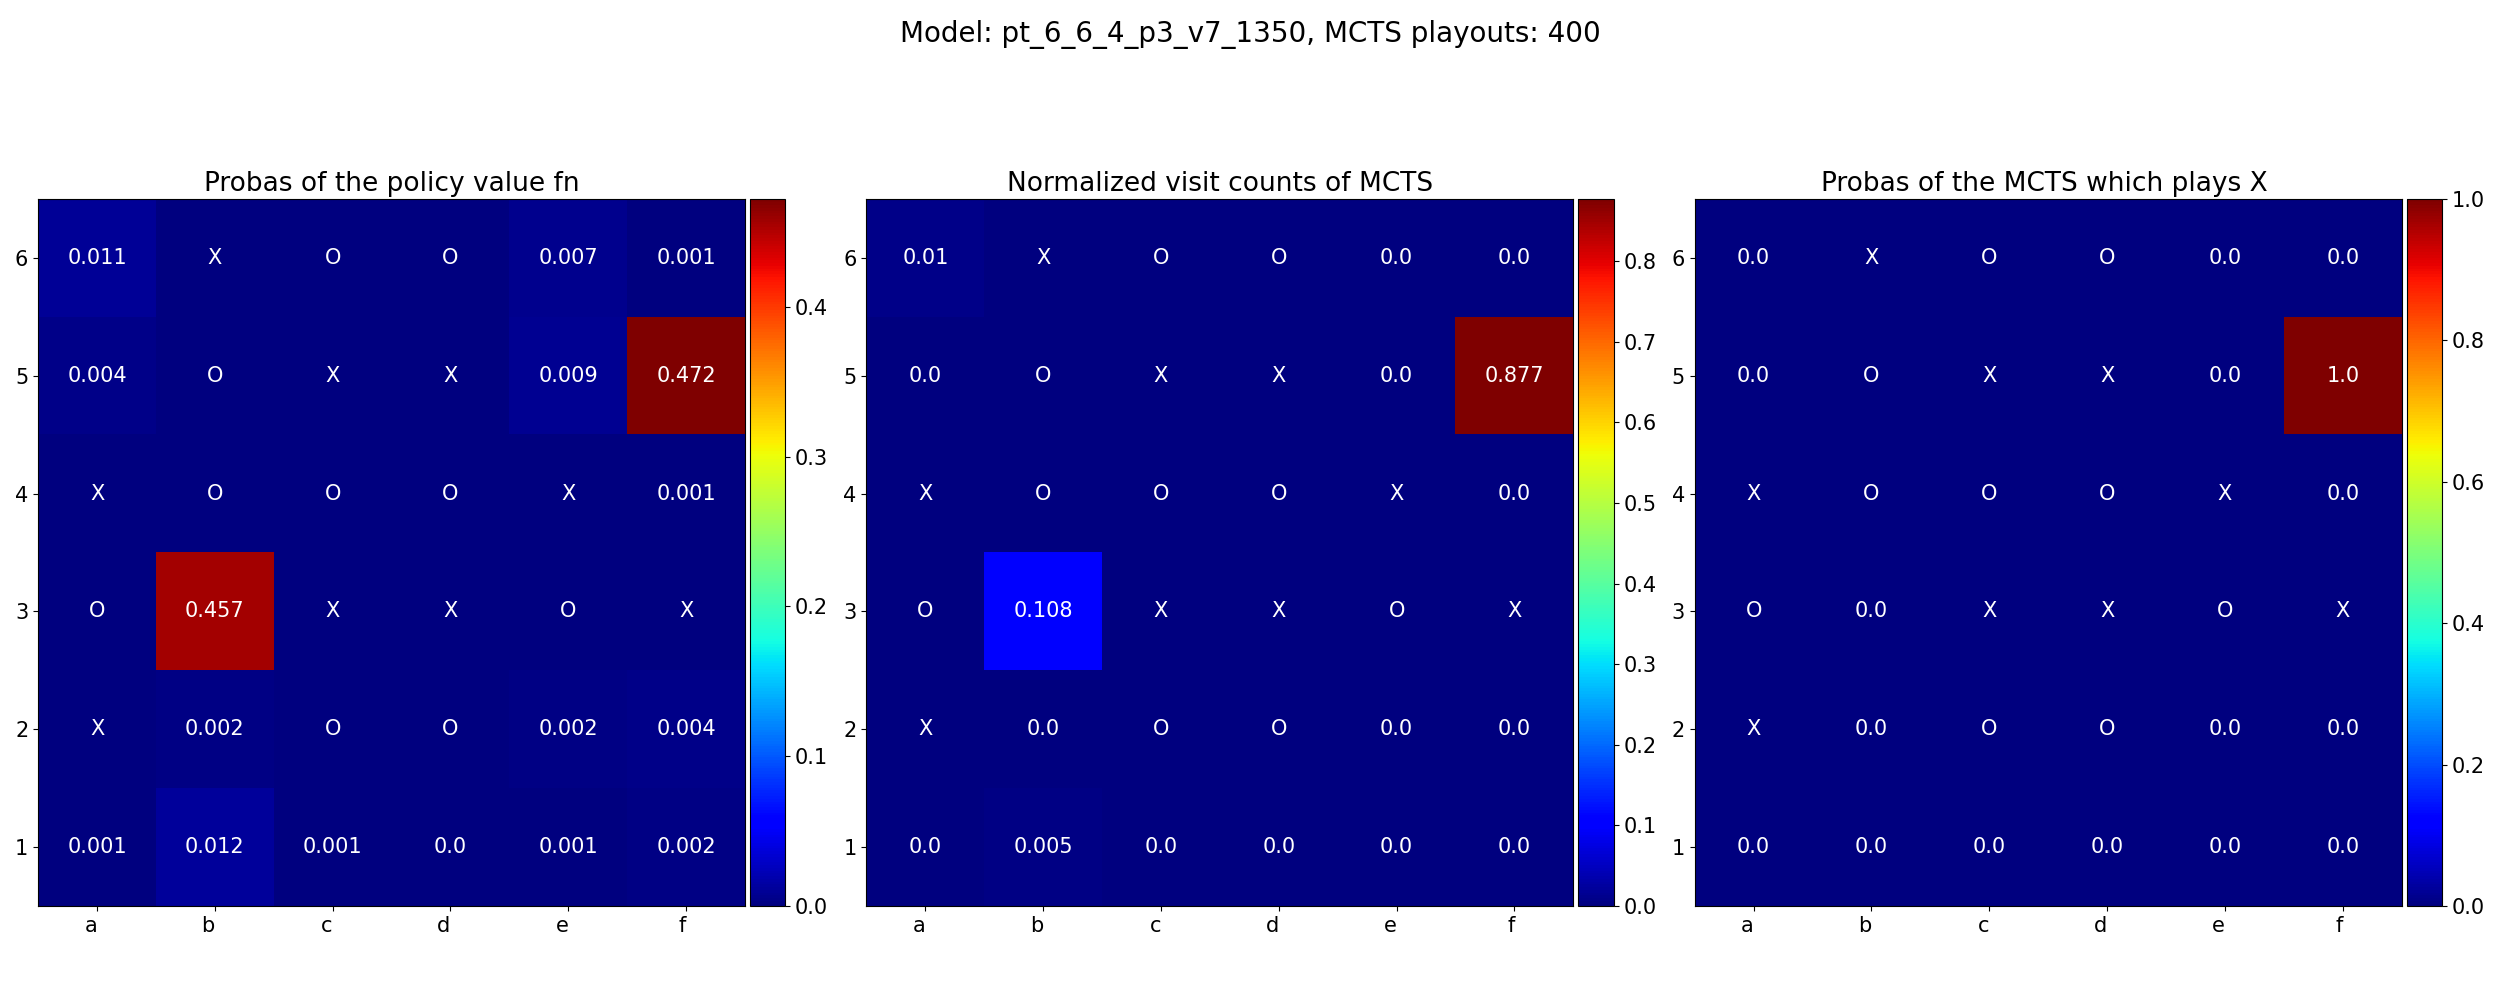 Model: pt_6_6_4_p3_v7_1350, MCTS playouts: 400
Probas of the policy value fn
6 0.011 X O O 0.007 0.001
5 0.004 O X X 0.009 0.472
4 X O O O X 0.001
3 O 0.457 X X O X
2 X 0.002 O O 0.002 0.004
1 0.001 0.012 0.001 0.0 0.001 0.002
a b c d e f
0.4
0.3
0.2
0.1
0.0
Normalized visit counts of MCTS
6 0.01 X O O 0.0 0.0
5 0.0 O X X 0.0 0.877
4 X O O O X 0.0
3 O 0.108 X X O X
2 X 0.0 O O 0.0 0.0
1 0.0 0.005 0.0 0.0 0.0 0.0
a b c d e f
0.8
0.7
0.6
0.5
0.4
0.3
0.2
0.1
0.0
Probas of the MCTS which plays X
6 0.0 X O O 0.0 0.0
5 0.0 O X X 0.0 1.0
4 X O O O X 0.0
3 O 0.0 X X O X
2 X 0.0 O O 0.0 0.0
1 0.0 0.0 0.0 0.0 0.0 0.0
a b c d e f
1.0
0.8
0.6
0.4
0.2
0.0